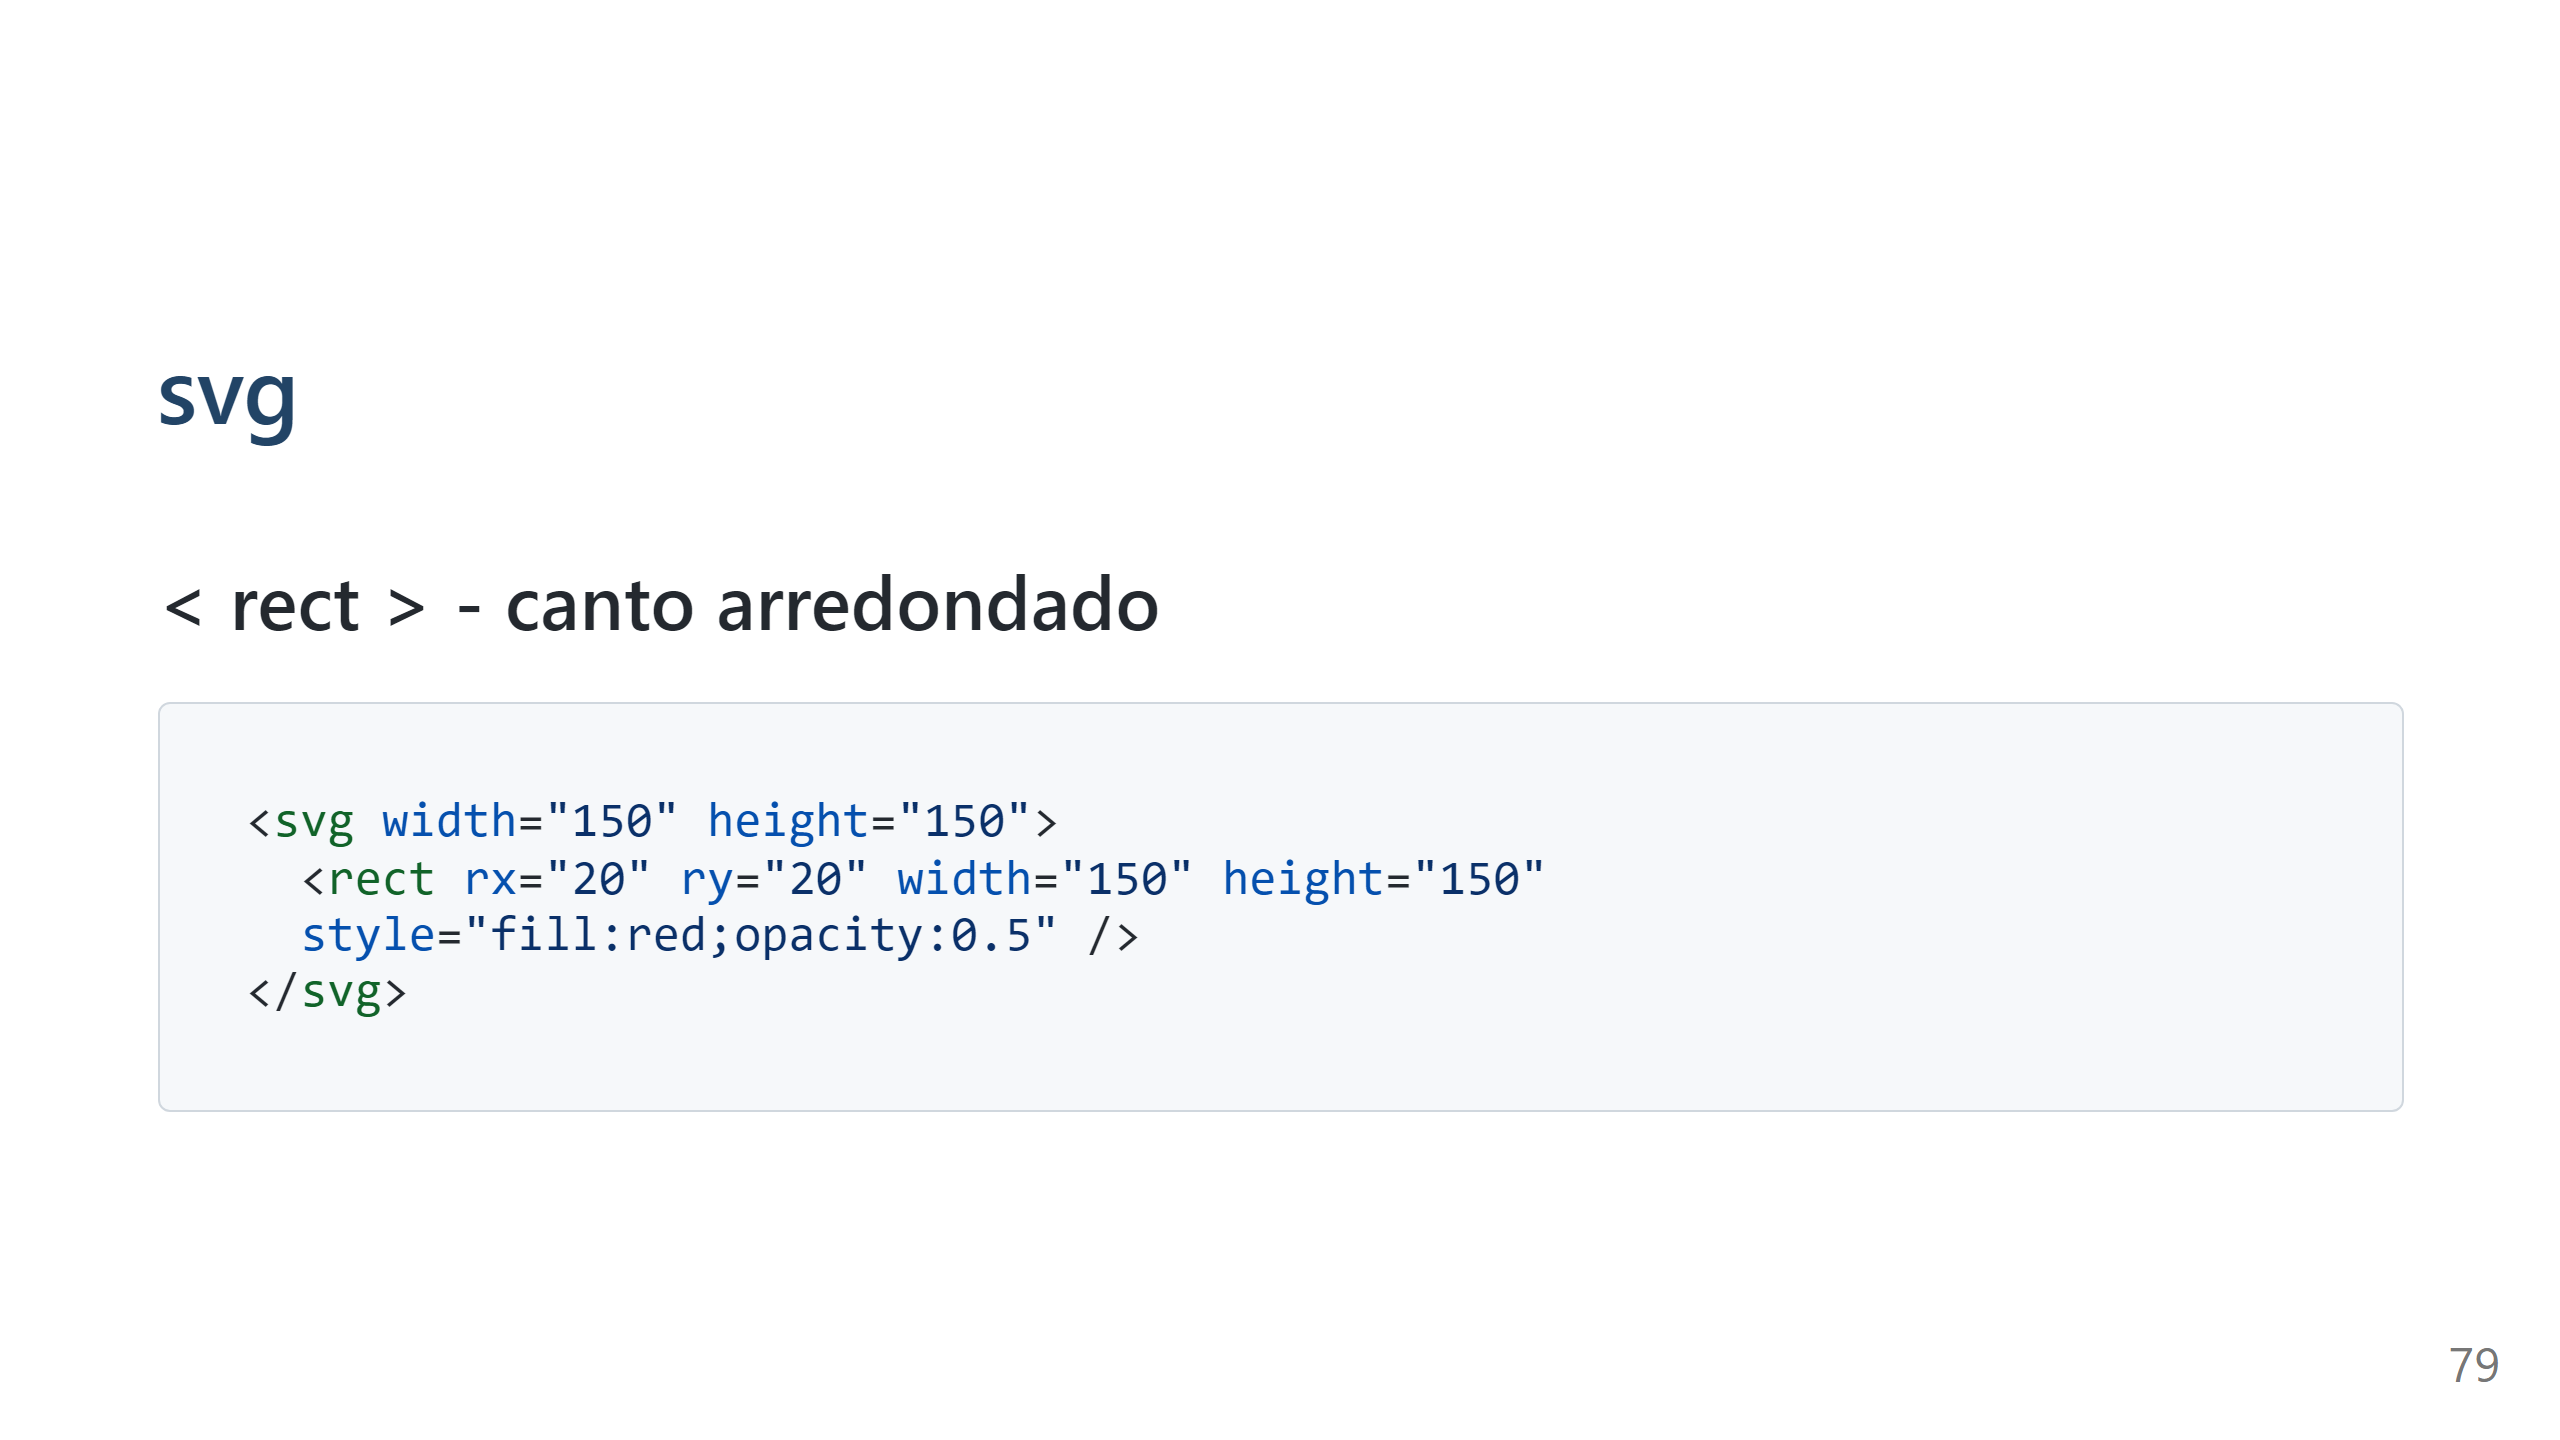 svg
< rect > - canto arredondado
<svg width="150" height="150">
<rect rx="20" ry="20" width="150" height="150"
style="fill:red;opacity:0.5" />
</svg>
79